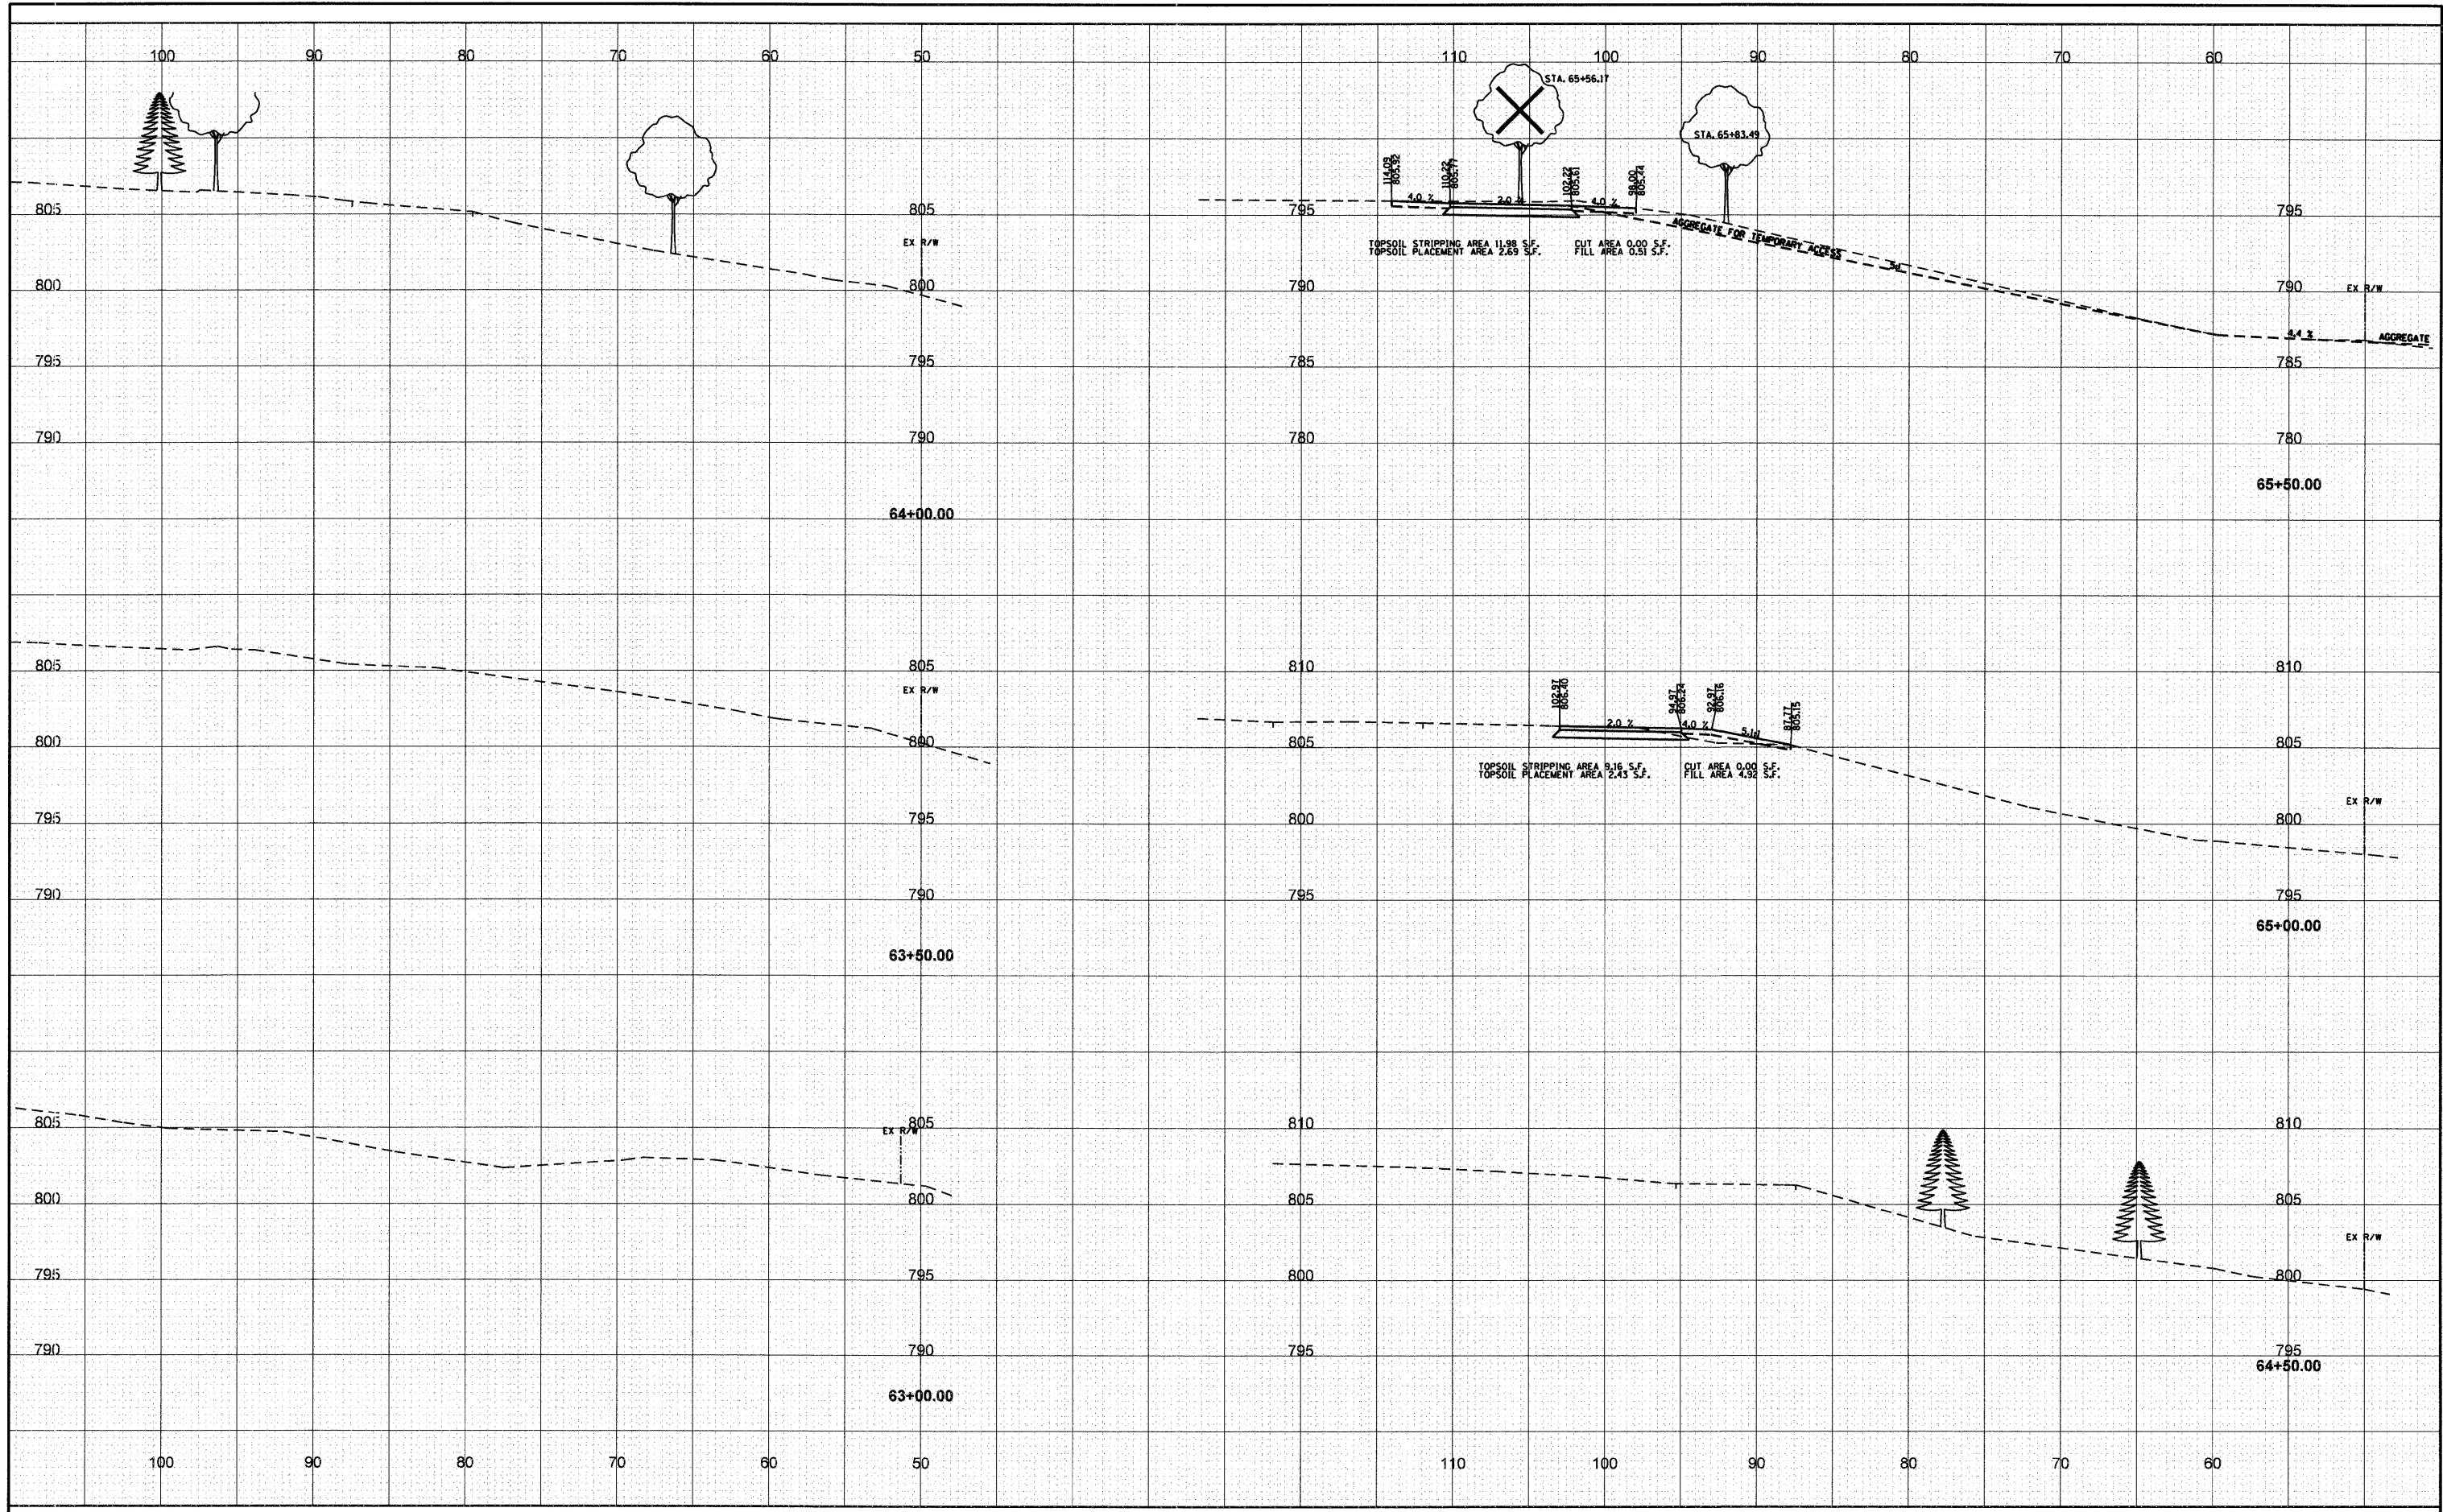 100 90 80 70 60 50 110 100 90 80 70 60
STA. 65+56.17
STA. 65+83.49
114.09
805.92
110.22
805.77
102.22
805.61
98.00
805.44
4.0 % 2.0 4.0 %
805 805 795 795
EX R/W
AGGREGATE FOR TEMPORARY ACCESS
TOPSOIL STRIPPING AREA 11.98 S.F. CUT AREA 0.00 S.F.
TOPSOIL PLACEMENT AREA 2.69 S.F. FILL AREA 0.51 S.F.
800 800 790 790
EX R/W
4.4 % AGGREGATE
795 795 785 785
790 790 780 780
65+50.00
64+00.00
805 805 810 810
EX R/W
102.97
806.40
94.97
806.24
92.97
806.16
87.77
805.15
2.0 % 4.0 % 5.1:1
800 800 805 805
TOPSOIL STRIPPING AREA 9.16 S.F. CUT AREA 0.00 S.F.
TOPSOIL PLACEMENT AREA 2.43 S.F. FILL AREA 4.92 S.F.
EX R/W
795 795 800 800
790 790 795 795
65+00.00
63+50.00
805 805 810 810
EX R/W
800 800 805 805
EX R/W
795 795 800 800
790 790 795 795
64+50.00
63+00.00
100 90 80 70 60 50 110 100 90 80 70 60